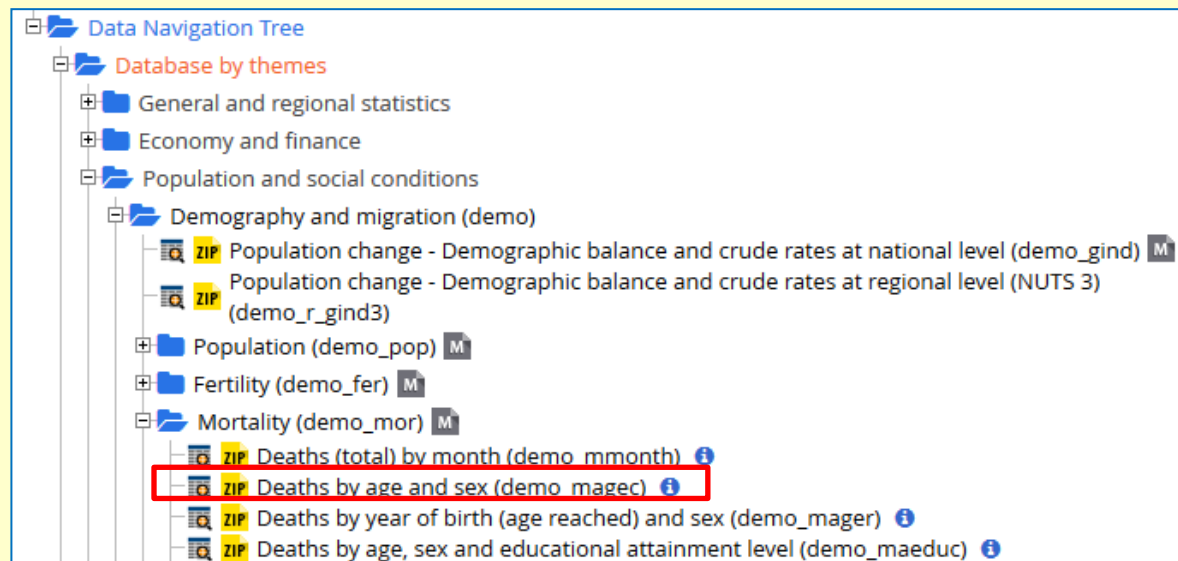 Data Navigation Tree
Database by themes
General and regional statistics
Economy and finance
Population and social conditions
Demography and migration (demo)
ZIP Population change - Demographic balance and crude rates at national level (demo_gind) M
Population change - Demographic balance and crude rates at regional level (NUTS 3)
ZIP (demo_r_gind3)
Population (demo_pop) M
Fertility (demo_fer) M
Mortality (demo_mor) M
ZIP Deaths (total) by month (demo_mmonth) i
ZIP Deaths by age and sex (demo_magec) i
ZIP Deaths by year of birth (age reached) and sex (demo_mager) i
ZIP Deaths by age, sex and educational attainment level (demo_maeduc) i